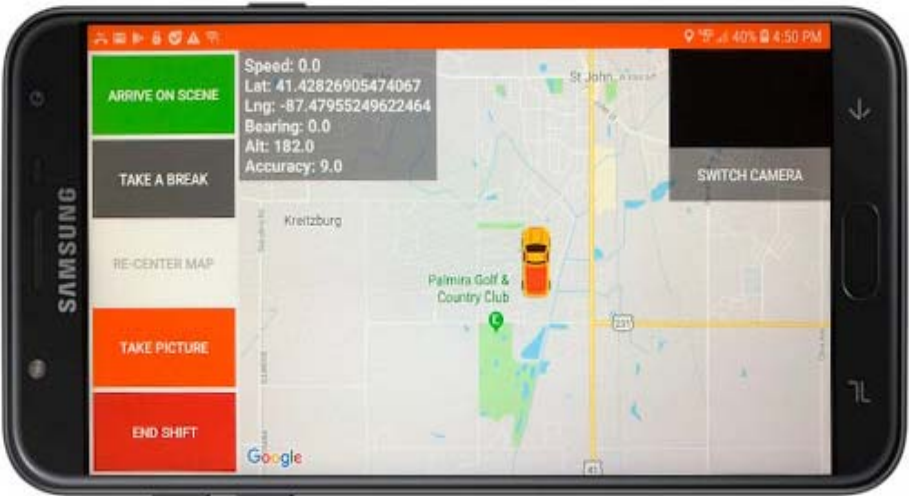 40% 4:50 PM
ARRIVE ON SCENE
TAKE A BREAK
RE-CENTER MAP
TAKE PICTURE
END SHIFT
Speed: 0.0
Lat: 41.42826905474067
Lng: -87.47955249622464
Bearing: 0.0
Alt: 182.0
Accuracy: 9.0
St John
SWITCH CAMERA
Kreitzburg
Palmira Golf &
Country Club
231
41
Google
SAMSUNG